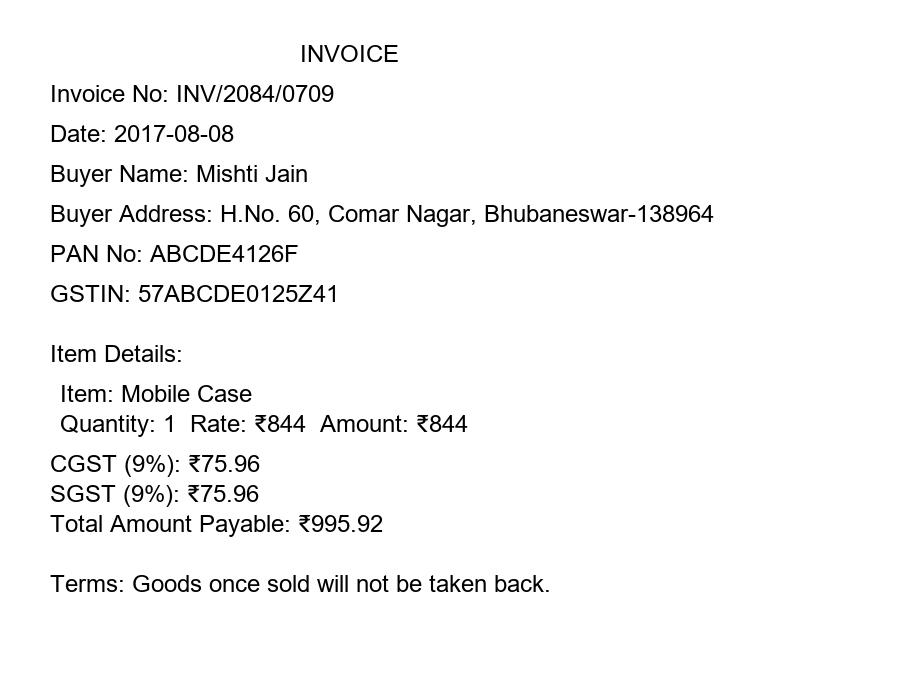 INVOICE
Invoice No: INV/2084/0709
Date: 2017-08-08
Buyer Name: Mishti Jain
Buyer Address: H.No. 60, Comar Nagar, Bhubaneswar-138964
PAN No: ABCDE4126F
GSTIN: 57ABCDE0125Z41
Item Details:
Item: Mobile Case
Quantity: 1 Rate: ₹844 Amount: ₹844
CGST (9%): ₹75.96
SGST (9%): ₹75.96
Total Amount Payable: ₹995.92
Terms: Goods once sold will not be taken back.